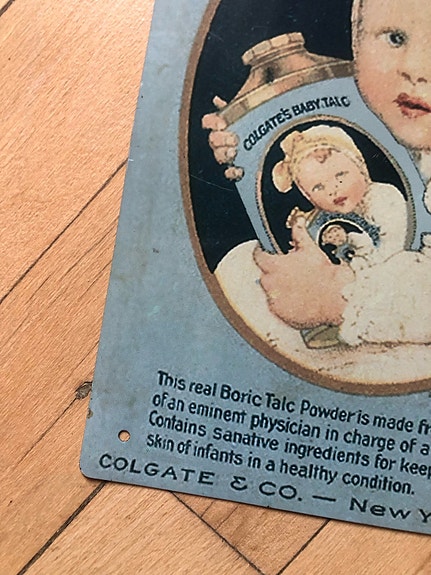 COLGATE'S BABY TALC
This real Boric Talc Powder is made fr
of an eminent physician in charge of a
Contains sanative ingredients for keep
skin of infants in a healthy condition.
COLGATE & CO. — New Y